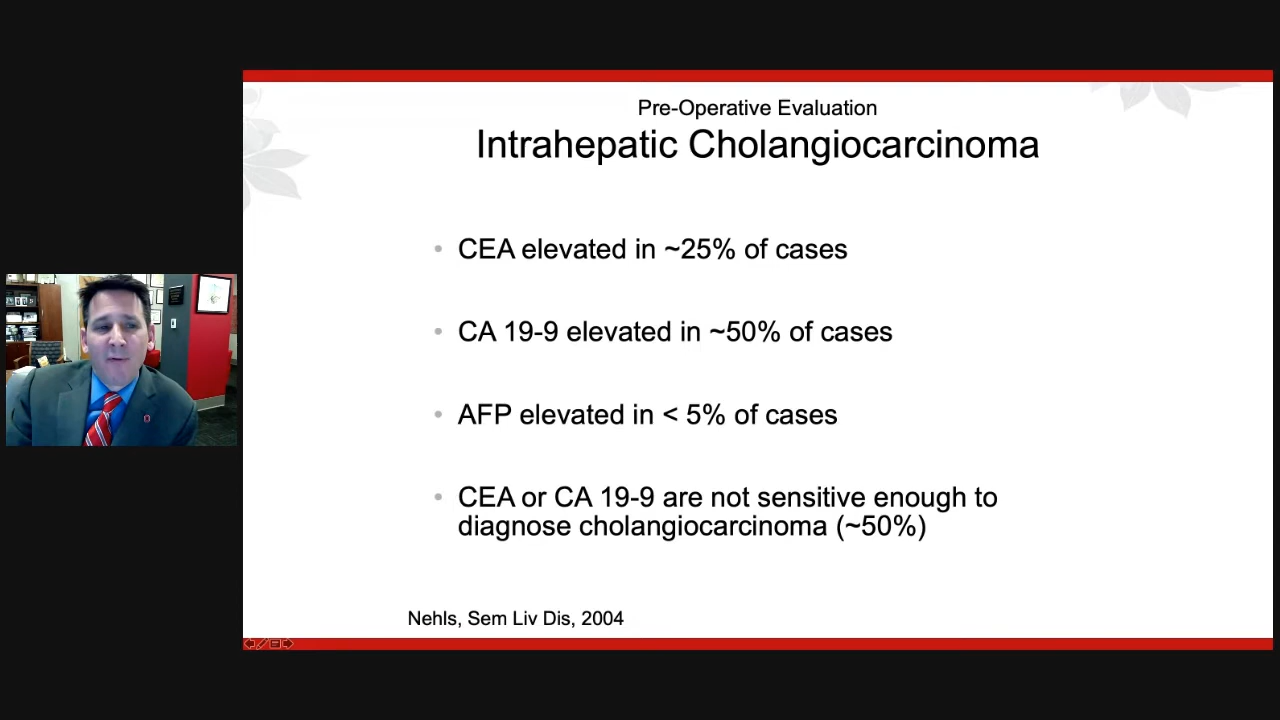 Pre-Operative Evaluation
Intrahepatic Cholangiocarcinoma
• CEA elevated in ~25% of cases
• CA 19-9 elevated in ~50% of cases
• AFP elevated in < 5% of cases
• CEA or CA 19-9 are not sensitive enough to
diagnose cholangiocarcinoma (~50%)
Nehls, Sem Liv Dis, 2004